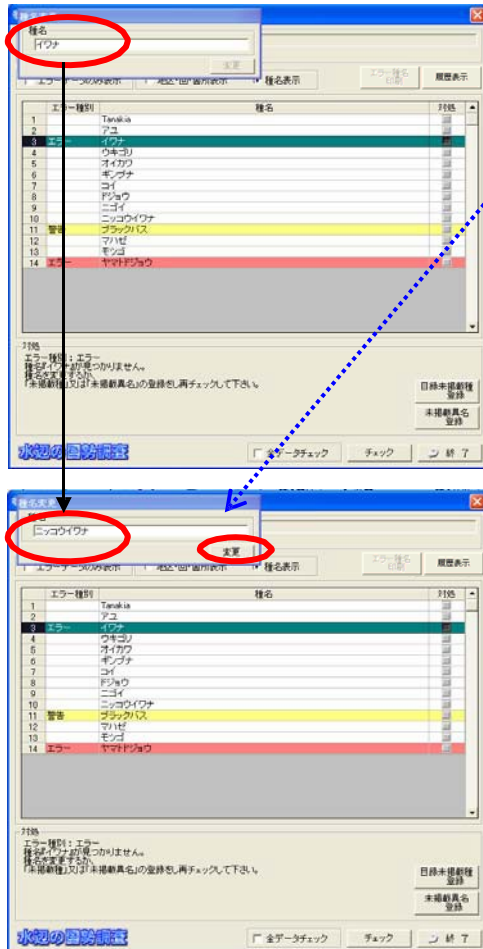 種名変更
種名
イワナ
変更
エラーデータのみ表示 地区・回・箇所表示 種名表示 エラー種名印刷 履歴表示
エラー種別 種名 対処
1 Tanakia
2 アユ
3 エラー イワナ
4 ウキゴリ
5 オイカワ
6 ギンブナ
7 コイ
8 ドジョウ
9 ニゴイ
10 ニッコウイワナ
11 警告 ブラックバス
12 マハゼ
13 モツゴ
14 エラー ヤマトドジョウ
対処
エラー種別：エラー
種名「イワナ」が見つかりません。
種名を変更するか、
「未掲載種」又は「未掲載異名」の登録をし再チェックして下さい。
目録未掲載種登録
未掲載異名登録
水辺の国勢調査 全データチェック チェック 終 了
種名変更
種名
ニッコウイワナ
変更
エラーデータのみ表示 地区・回・箇所表示 種名表示 エラー種名印刷 履歴表示
エラー種別 種名 対処
1 Tanakia
2 アユ
3 エラー イワナ
4 ウキゴリ
5 オイカワ
6 ギンブナ
7 コイ
8 ドジョウ
9 ニゴイ
10 ニッコウイワナ
11 警告 ブラックバス
12 マハゼ
13 モツゴ
14 エラー ヤマトドジョウ
対処
エラー種別：エラー
種名「イワナ」が見つかりません。
種名を変更するか、
「未掲載種」又は「未掲載異名」の登録をし再チェックして下さい。
目録未掲載種登録
未掲載異名登録
水辺の国勢調査 全データチェック チェック 終 了